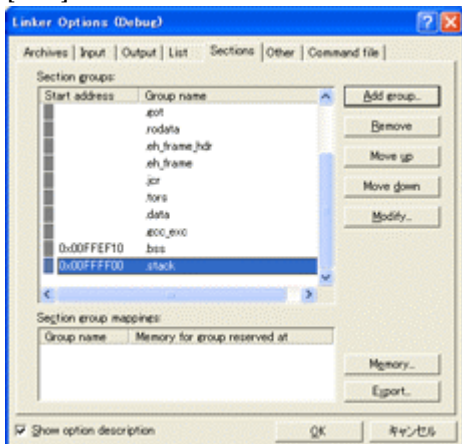 Linker Options (Debug)
Archives Input Output List Sections Other Command file
Section groups:
Start address Group name
.got
.rodata
.eh_frame_hdr
.eh_frame
.jcr
.tors
.data
.gcc_exc
0x00FFEF10 .bss
0x00FFFF00 .stack
Add group...
Remove
Move up
Move down
Modify...
Section group mappings:
Group name Memory for group reserved at
Memory...
Export...
Show option description
OK
キャンセル